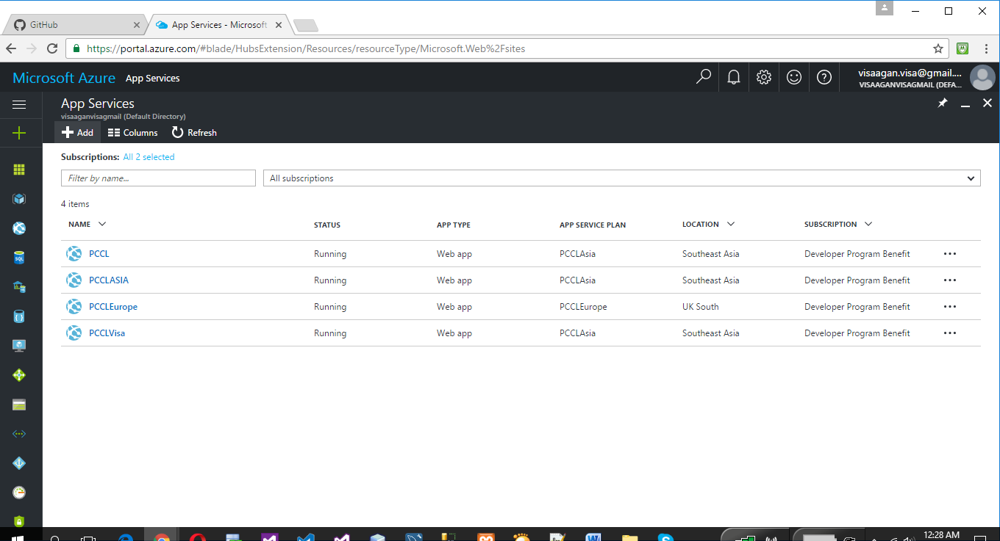 GitHub
App Services - Microsoft
https://portal.azure.com/#blade/HubsExtension/Resources/resourceType/Microsoft.Web%2Fsites
Microsoft Azure App Services
visaagan.visa@gmail....
VISAAGANVISAGMAIL (DEFA...
App Services
visaaganvisagmail (Default Directory)
Add Columns Refresh
Subscriptions: All 2 selected
Filter by name... All subscriptions
4 items
NAME STATUS APP TYPE APP SERVICE PLAN LOCATION SUBSCRIPTION
PCCL Running Web app PCCLAsia Southeast Asia Developer Program Benefit
PCCLASIA Running Web app PCCLAsia Southeast Asia Developer Program Benefit
PCCLEurope Running Web app PCCLEurope UK South Developer Program Benefit
PCCLVisa Running Web app PCCLAsia Southeast Asia Developer Program Benefit
SQL
12:28 AM